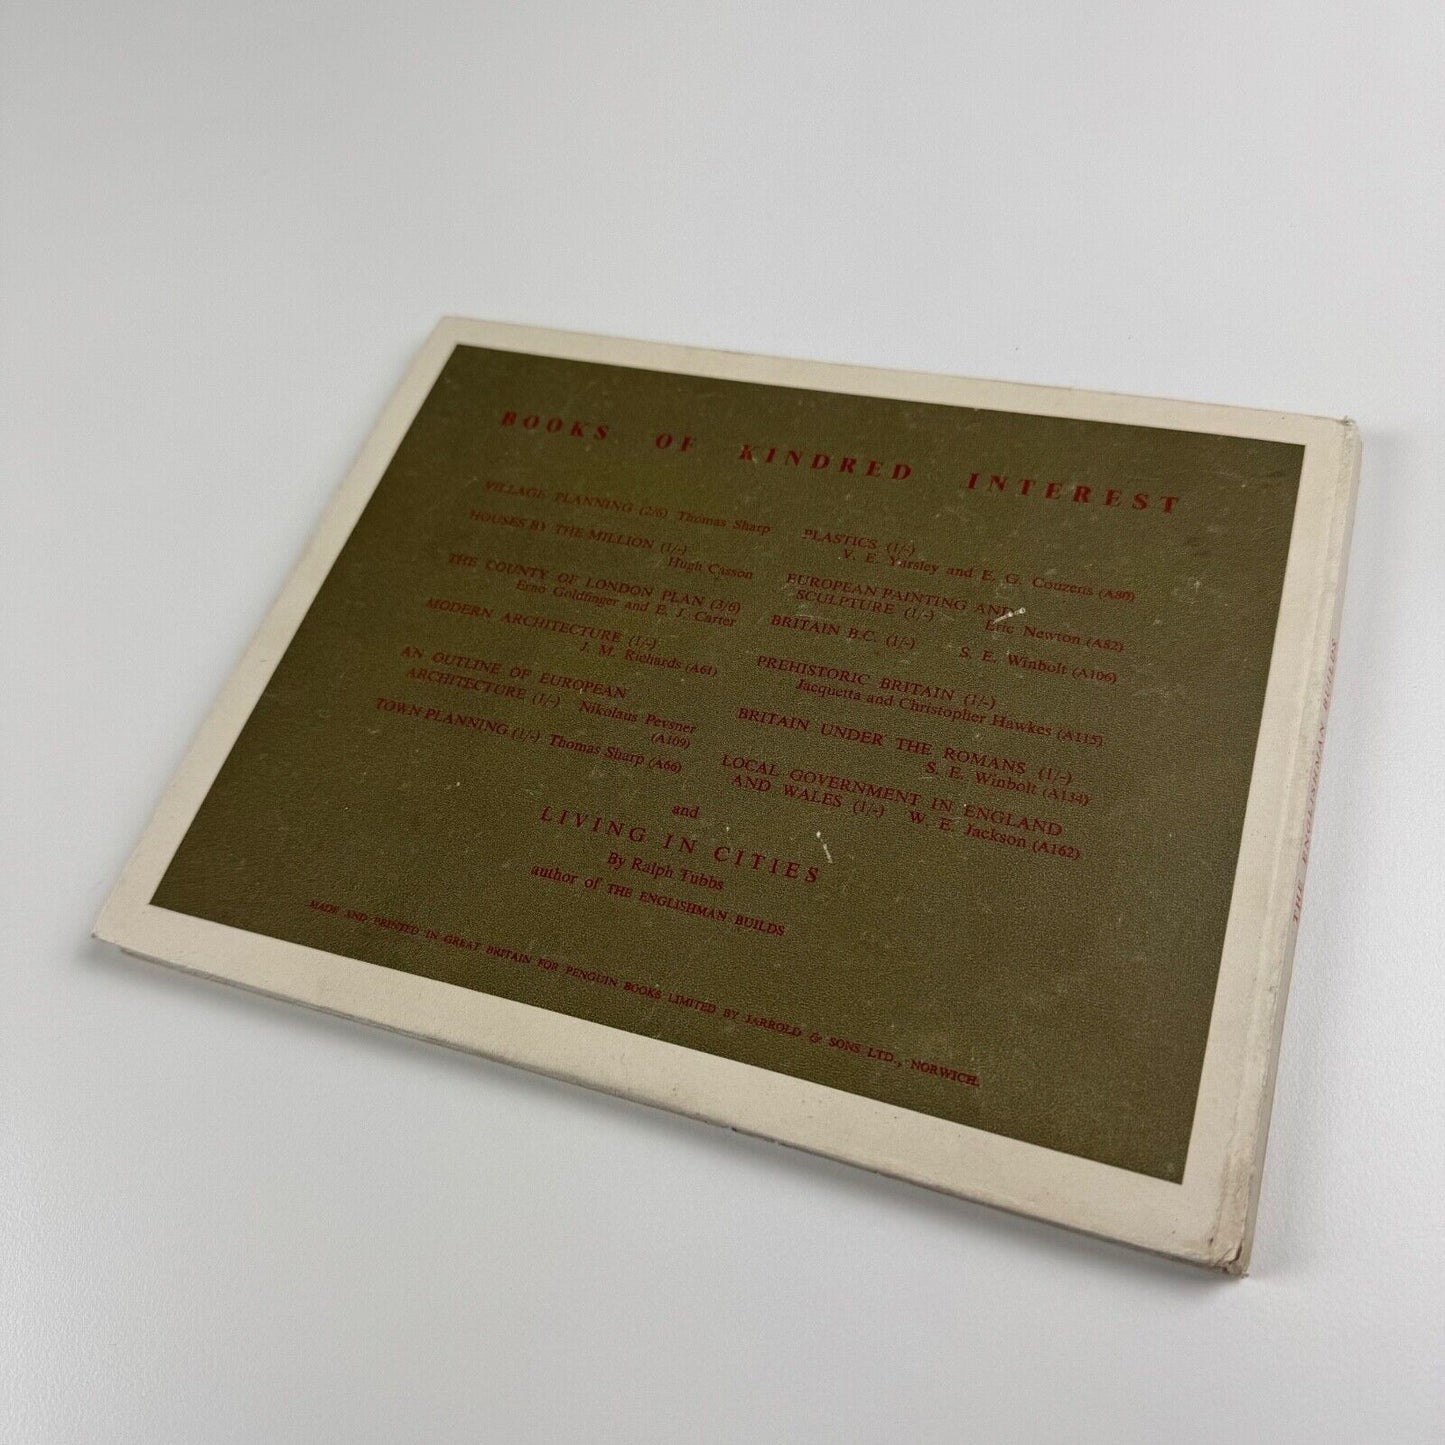 BOOKS OF KINDRED INTEREST
VILLAGE PLANNING (2/6) Thomas Sharp
HOUSES BY THE MILLION (1/-)
Hugh Casson
THE COUNTY OF LONDON PLAN (3/6)
Erno Goldfinger and E. J. Carter
MODERN ARCHITECTURE (1/-)
J. M. Richards (A61)
AN OUTLINE OF EUROPEAN
ARCHITECTURE (1/-) Nikolaus Pevsner
(A109)
TOWN PLANNING (1/-) Thomas Sharp (A66)
PLASTICS (1/-)
V. E. Yarsley and E. G. Couzens (A80)
EUROPEAN PAINTING AND
SCULPTURE (1/-) Eric Newton (A82)
BRITAIN B.C. (1/-) S. E. Winbolt (A106)
PREHISTORIC BRITAIN (1/-)
Jacquetta and Christopher Hawkes (A115)
BRITAIN UNDER THE ROMANS (1/-)
S. E. Winbolt (A134)
LOCAL GOVERNMENT IN ENGLAND
AND WALES (1/-) W. E. Jackson (A162)
and
LIVING IN CITIES
By Ralph Tubbs
author of THE ENGLISHMAN BUILDS
MADE AND PRINTED IN GREAT BRITAIN FOR PENGUIN BOOKS LIMITED BY JARROLD & SONS LTD., NORWICH.
THE ENGLISHMAN BUILDS